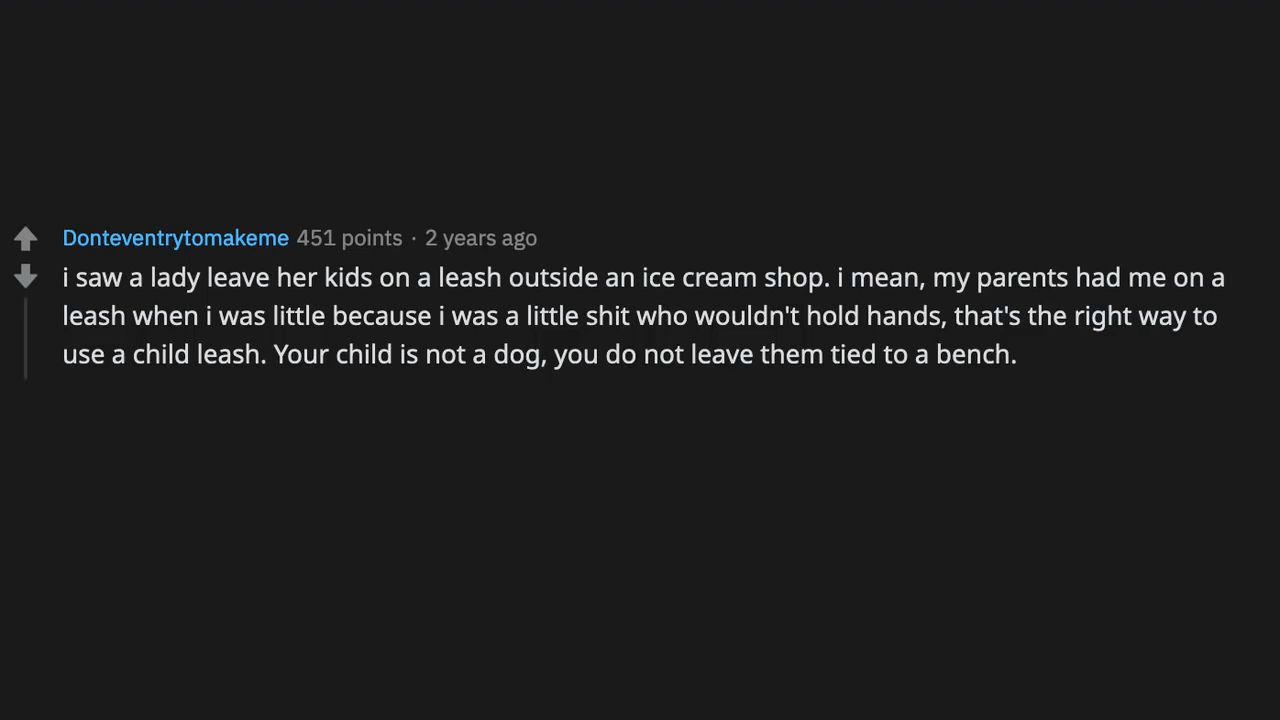 Donteventrytomakeme 451 points · 2 years ago
i saw a lady leave her kids on a leash outside an ice cream shop. i mean, my parents had me on a
leash when i was little because i was a little shit who wouldn't hold hands, that's the right way to
use a child leash. Your child is not a dog, you do not leave them tied to a bench.